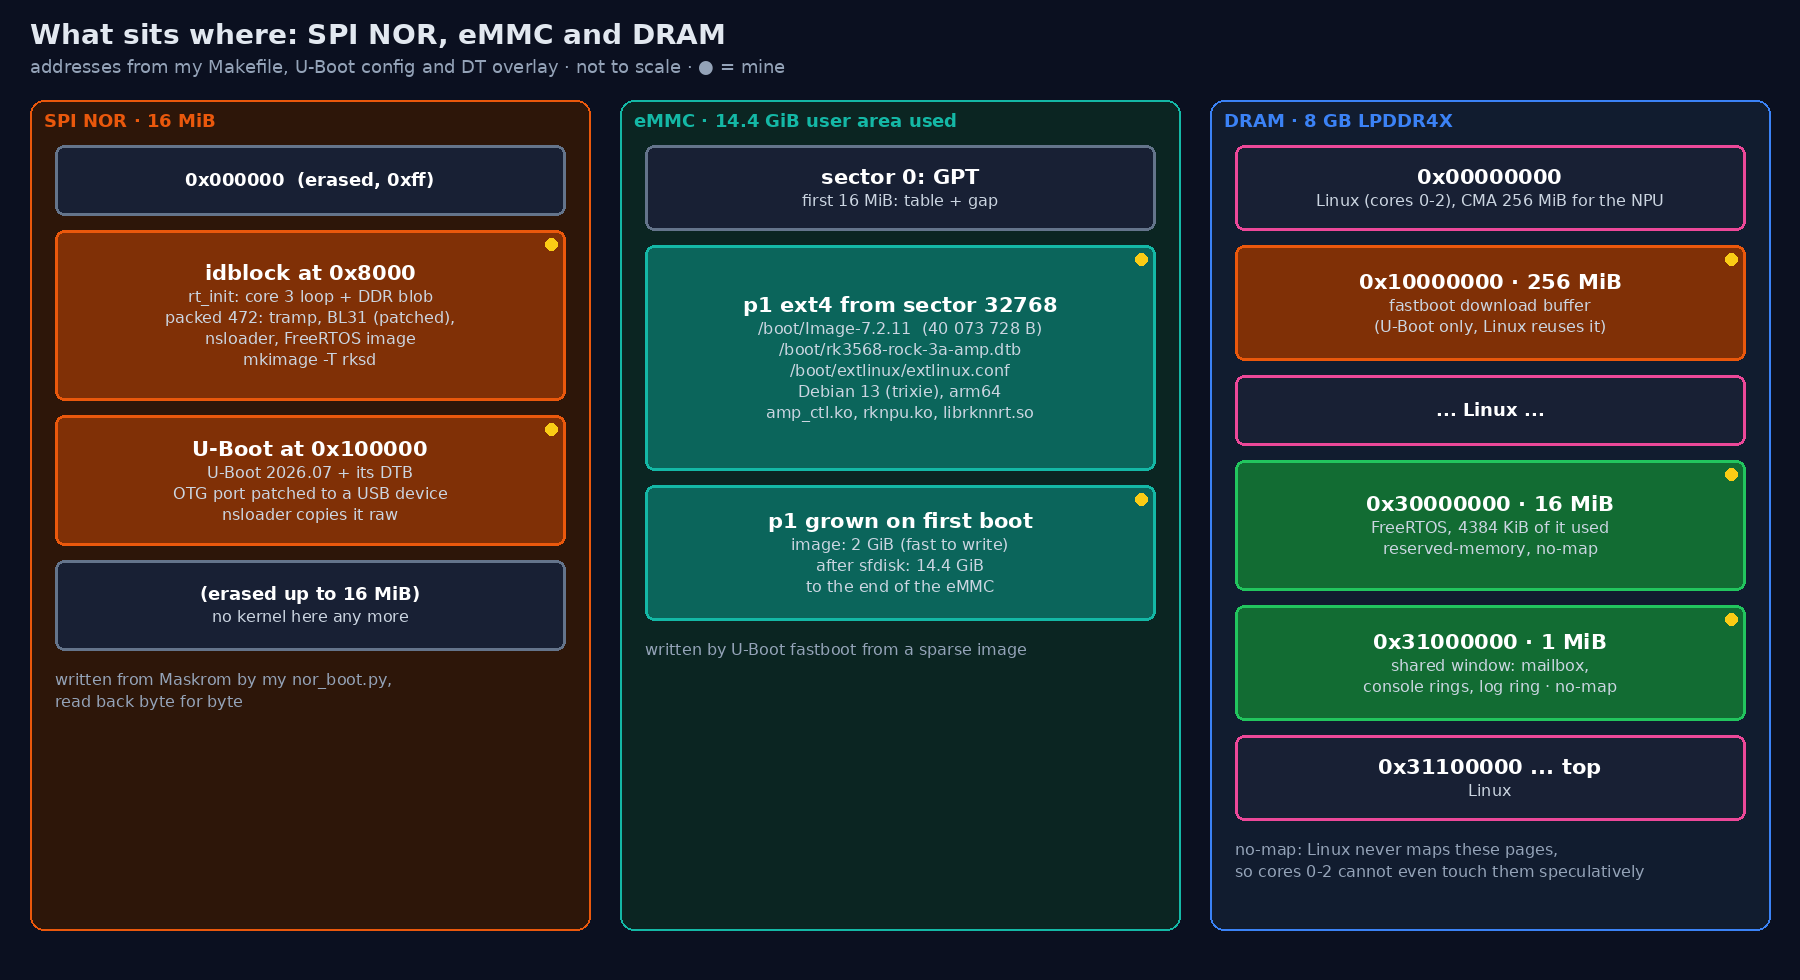 What sits where: SPI NOR, eMMC and DRAM
addresses from my Makefile, U-Boot config and DT overlay · not to scale · ● = mine
SPI NOR · 16 MiB
0x000000 (erased, 0xff)
idblock at 0x8000
rt_init: core 3 loop + DDR blob
packed 472: tramp, BL31 (patched),
nsloader, FreeRTOS image
mkimage -T rksd
U-Boot at 0x100000
U-Boot 2026.07 + its DTB
OTG port patched to a USB device
nsloader copies it raw
(erased up to 16 MiB)
no kernel here any more
written from Maskrom by my nor_boot.py,
read back byte for byte
eMMC · 14.4 GiB user area used
sector 0: GPT
first 16 MiB: table + gap
p1 ext4 from sector 32768
/boot/Image-7.2.11 (40 073 728 B)
/boot/rk3568-rock-3a-amp.dtb
/boot/extlinux/extlinux.conf
Debian 13 (trixie), arm64
amp_ctl.ko, rknpu.ko, librknnrt.so
p1 grown on first boot
image: 2 GiB (fast to write)
after sfdisk: 14.4 GiB
to the end of the eMMC
written by U-Boot fastboot from a sparse image
DRAM · 8 GB LPDDR4X
0x00000000
Linux (cores 0-2), CMA 256 MiB for the NPU
0x10000000 · 256 MiB
fastboot download buffer
(U-Boot only, Linux reuses it)
... Linux ...
0x30000000 · 16 MiB
FreeRTOS, 4384 KiB of it used
reserved-memory, no-map
0x31000000 · 1 MiB
shared window: mailbox,
console rings, log ring · no-map
0x31100000 ... top
Linux
no-map: Linux never maps these pages,
so cores 0-2 cannot even touch them speculatively